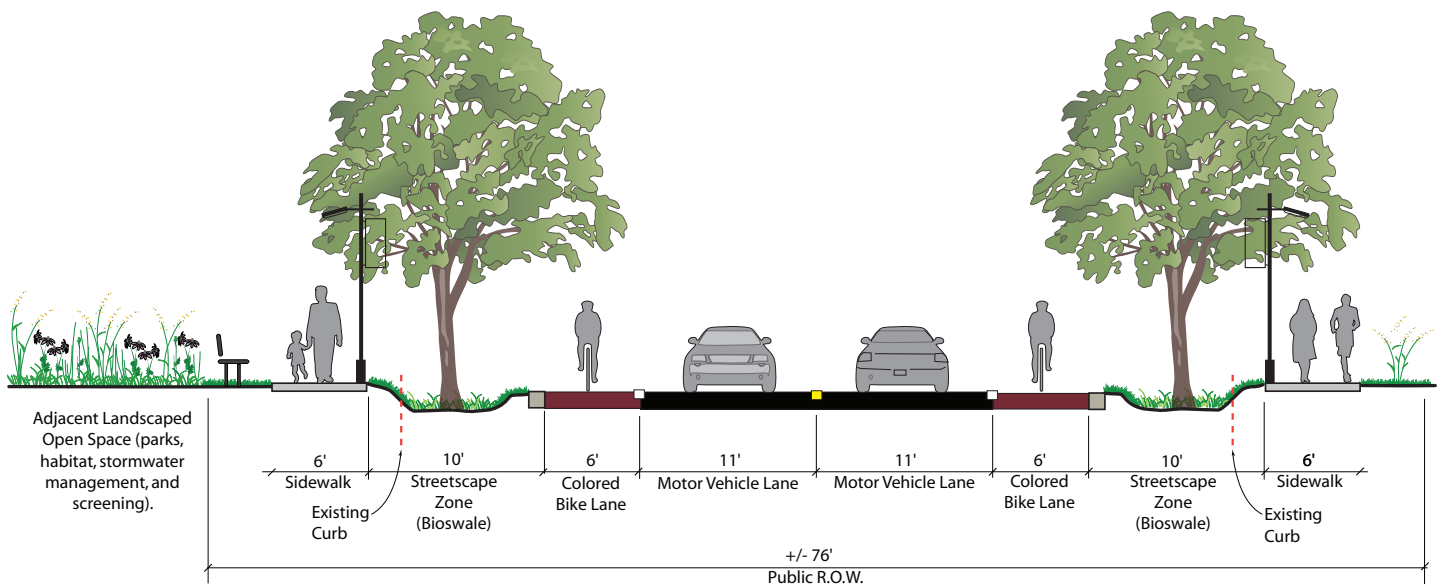 Adjacent Landscaped
Open Space (parks,
habitat, stormwater
management, and
screening).
6'
Sidewalk
Existing
Curb
10'
Streetscape
Zone
(Bioswale)
6'
Colored
Bike Lane
11'
Motor Vehicle Lane
11'
Motor Vehicle Lane
6'
Colored
Bike Lane
10'
Streetscape
Zone
(Bioswale)
6'
Sidewalk
Existing
Curb
+/- 76'
Public R.O.W.